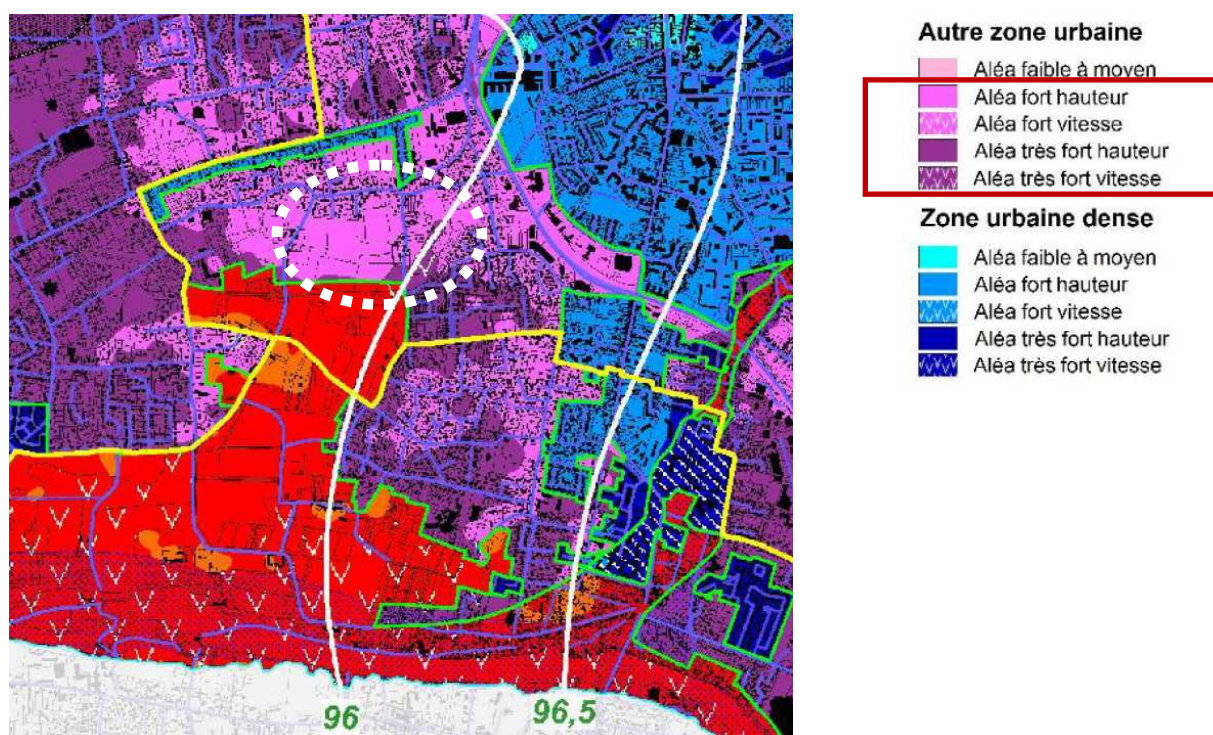 96
96,5
Autre zone urbaine
Aléa faible à moyen
Aléa fort hauteur
Aléa fort vitesse
Aléa très fort hauteur
Aléa très fort vitesse
Zone urbaine dense
Aléa faible à moyen
Aléa fort hauteur
Aléa fort vitesse
Aléa très fort hauteur
Aléa très fort vitesse